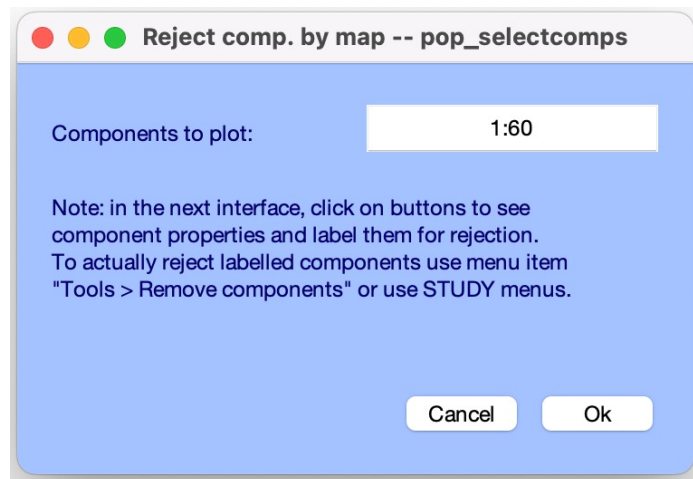 Reject comp. by map -- pop_selectcomps
Components to plot:
1:60
Note: in the next interface, click on buttons to see
component properties and label them for rejection.
To actually reject labelled components use menu item
"Tools > Remove components" or use STUDY menus.
Cancel
Ok